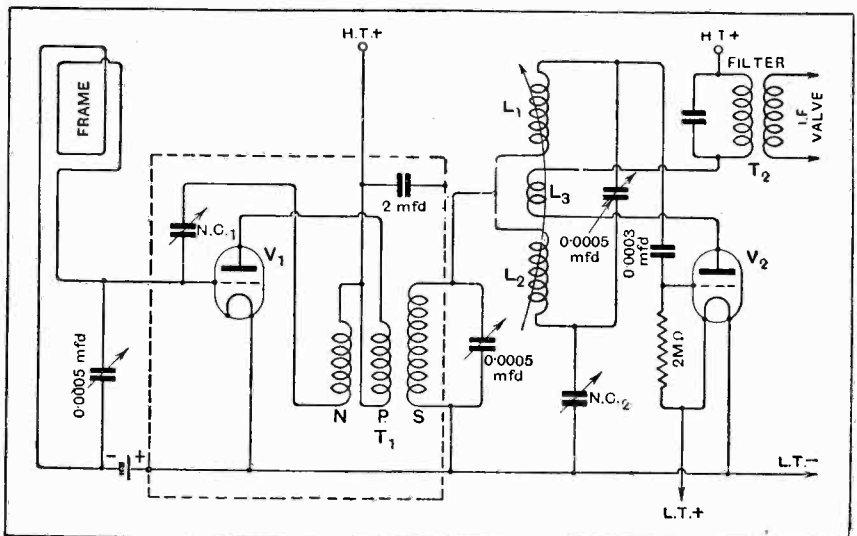 H.T.+
H T +
FILTER
FRAME
I.F VALVE
L₁
N.C.₁
2 mfd
L₃
T₂
V₁
0·0005 mfd
0·0003 mfd
V₂
L₂
0·0005 mfd
0·0005 mfd
2MΩ
N P S
T₁
N.C.₂
- +
L.T.-
L.T.+